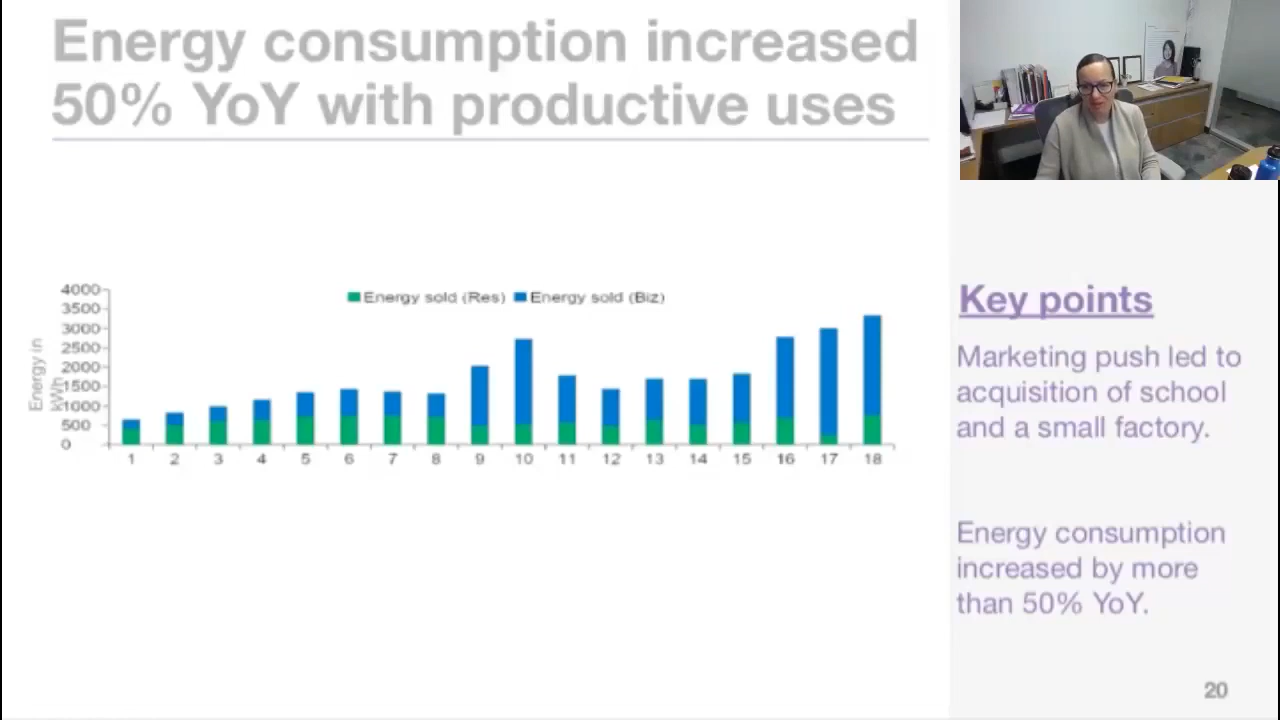 Energy consumption increased
50% YoY with productive uses
Energy in
kWh
4000
3500
3000
2500
2000
1500
1000
500
0
Energy sold (Res) Energy sold (Biz)
1 2 3 4 5 6 7 8 9 10 11 12 13 14 15 16 17 18
Key points
Marketing push led to
acquisition of school
and a small factory.
Energy consumption
increased by more
than 50% YoY.
20